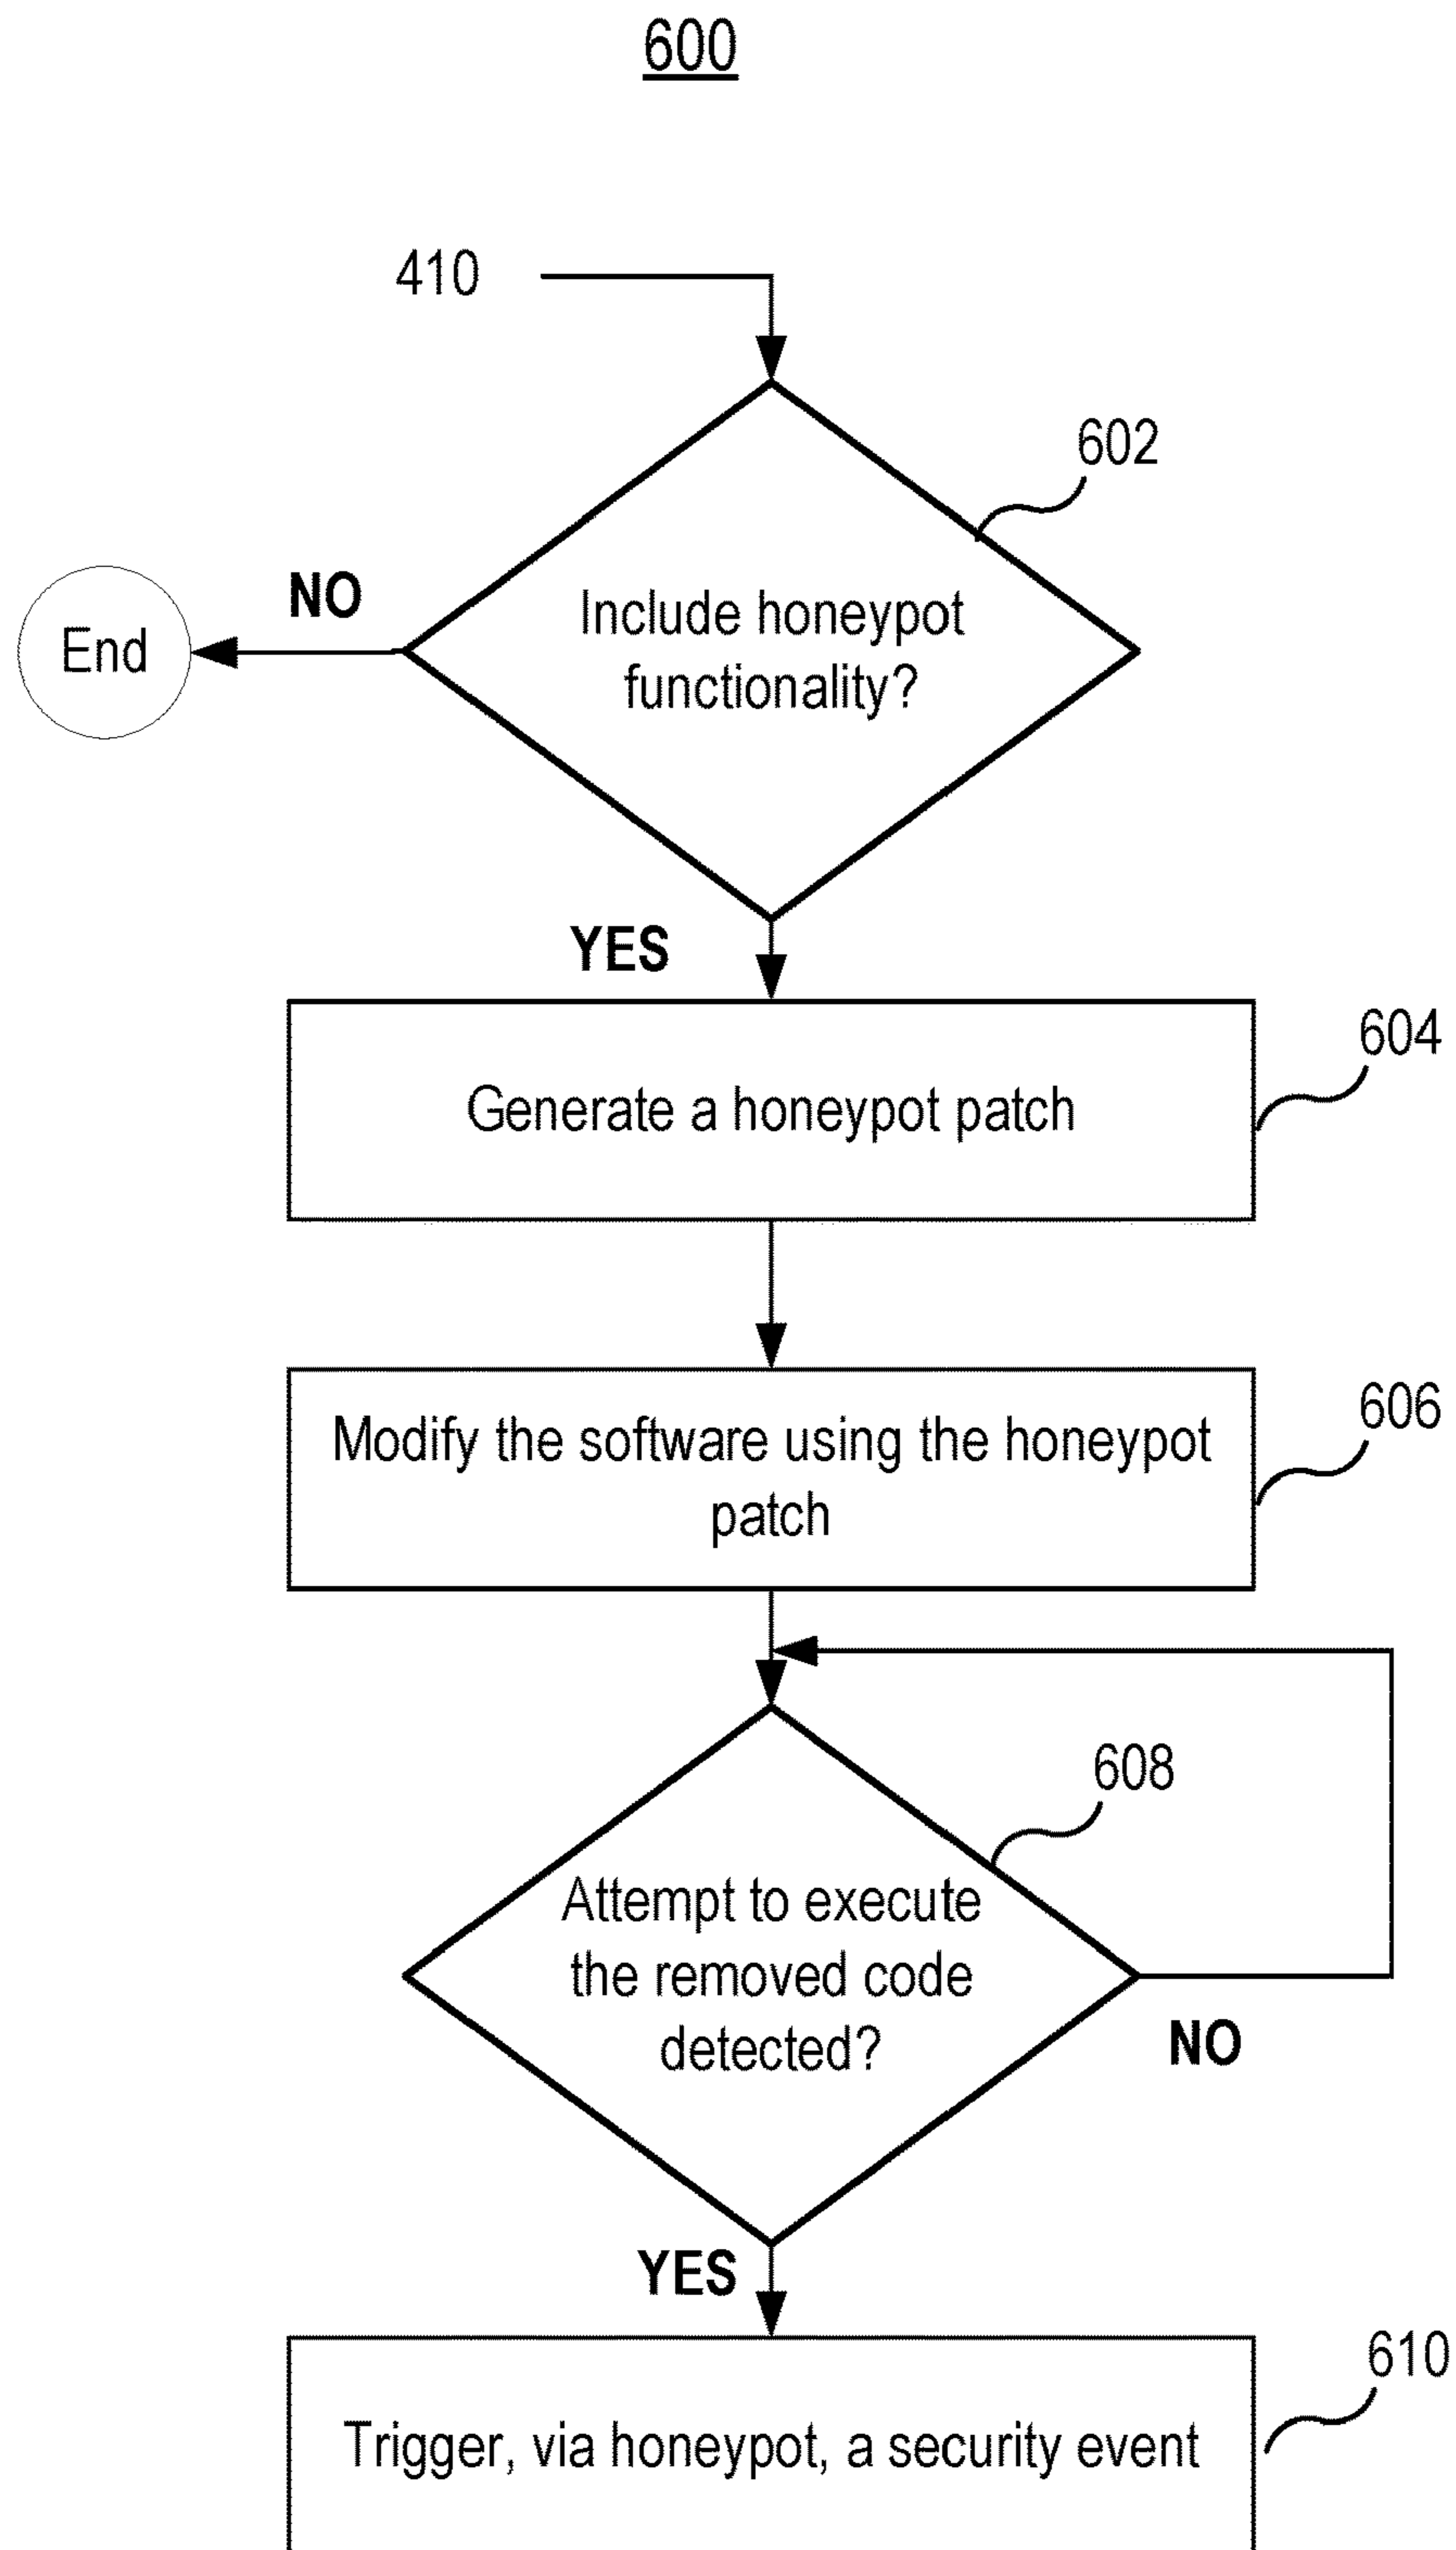 600
410
602
Include honeypot
functionality?
NO
End
YES
604
Generate a honeypot patch
606
Modify the software using the honeypot
patch
608
Attempt to execute
the removed code
detected?
NO
YES
610
Trigger, via honeypot, a security event